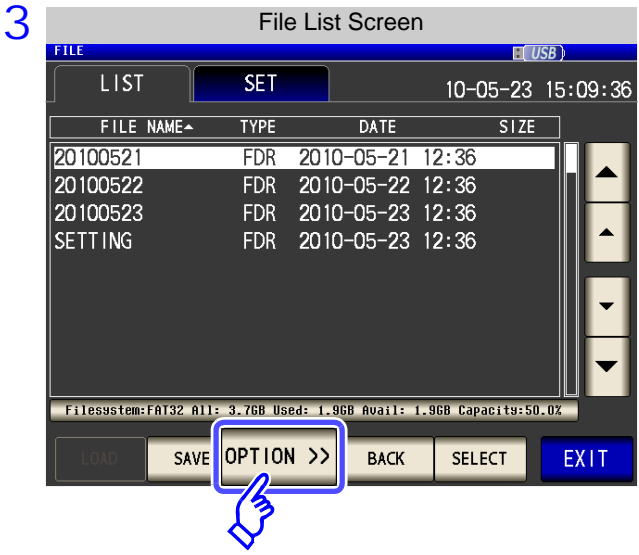 3
File List Screen
FILE USB
LIST SET 10-05-23 15:09:36
FILE NAME▲ TYPE DATE SIZE
20100521 FDR 2010-05-21 12:36
20100522 FDR 2010-05-22 12:36
20100523 FDR 2010-05-23 12:36
SETTING FDR 2010-05-23 12:36
Filesystem:FAT32 All: 3.7GB Used: 1.9GB Avail: 1.9GB Capacity:50.0%
LOAD SAVE OPTION >> BACK SELECT EXIT